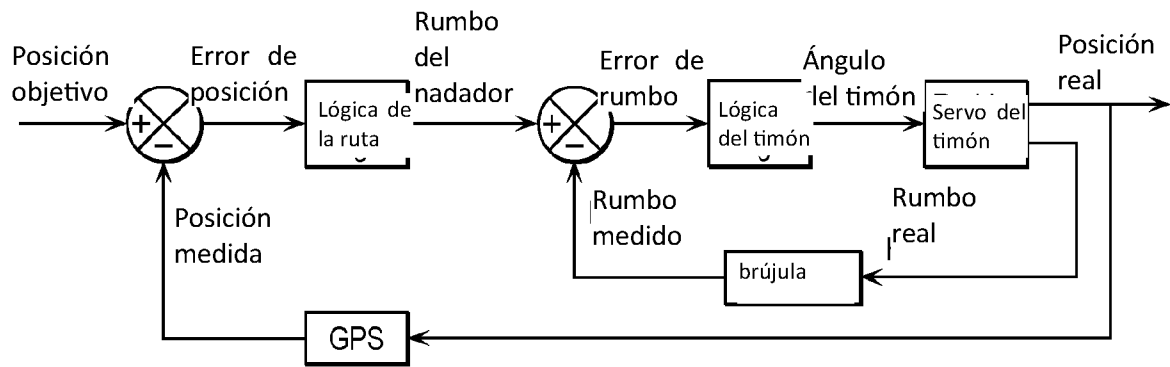 Posición
objetivo
Error de
posición
Lógica de
la ruta
Rumbo
del
nadador
Error de
rumbo
Lógica
del timón
Ángulo
del timón
Servo del
timón
Posición
real
Posición
medida
Rumbo
medido
Rumbo
real
brújula
GPS
+
−
+
−